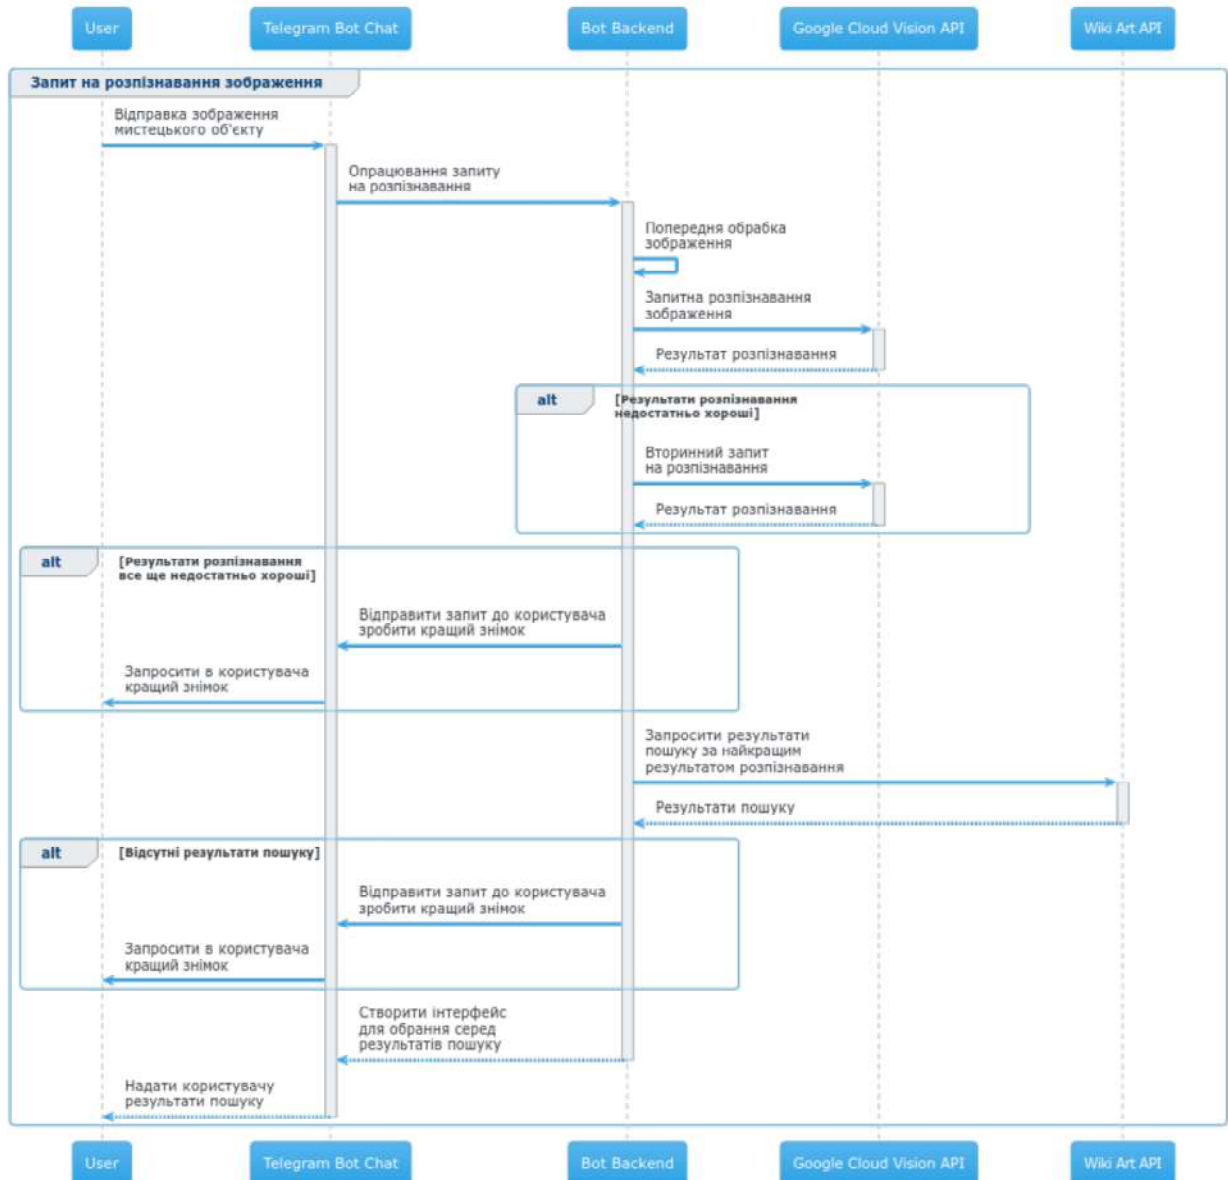 User
Telegram Bot Chat
Bot Backend
Google Cloud Vision API
Wiki Art API
Запит на розпізнавання зображення
Відправка зображення
мистецького об'єкту
Опрацювання запиту
на розпізнавання
Попередня обрабка
зображення
Запитна розпізнавання
зображення
Результат розпізнавання
alt
[Результати розпізнавання
недостатньо хороші]
Вторинний запит
на розпізнавання
Результат розпізнавання
alt
[Результати розпізнавання
все ще недостатньо хороші]
Відправити запит до користувача
зробити кращий знімок
Запросити в користувача
кращий знімок
Запросити результати
пошуку за найкращим
результатом розпізнавання
Результати пошуку
alt
[Відсутні результати пошуку]
Відправити запит до користувача
зробити кращий знімок
Запросити в користувача
кращий знімок
Створити інтерфейс
для обрання серед
результатів пошуку
Надати користувачу
результати пошуку
User
Telegram Bot Chat
Bot Backend
Google Cloud Vision API
Wiki Art API